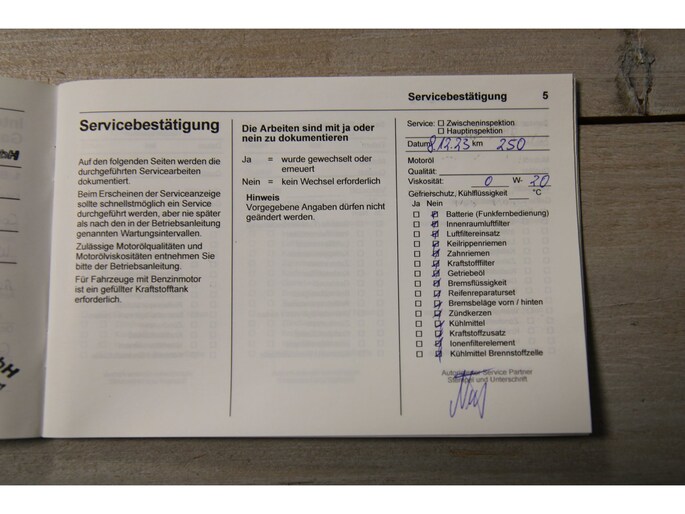 Servicebestätigung 5
Servicebestätigung
Auf den folgenden Seiten werden die
durchgeführten Servicearbeiten
dokumentiert.
Beim Erscheinen der Serviceanzeige
sollte schnellstmöglich ein Service
durchgeführt werden, aber nie später
als nach den in der Betriebsanleitung
genannten Wartungsintervallen.
Zulässige Motorölqualitäten und
Motorölviskositäten entnehmen Sie
bitte der Betriebsanleitung.
Für Fahrzeuge mit Benzinmotor
ist ein gefüllter Kraftstofftank
erforderlich.
Die Arbeiten sind mit ja oder
nein zu dokumentieren
Ja = wurde gewechselt oder
erneuert
Nein = kein Wechsel erforderlich
Hinweis
Vorgegebene Angaben dürfen nicht
geändert werden.
Service: ☐ Zwischeninspektion
☐ Hauptinspektion
Datum 8.12.23 km 250
Motoröl
Qualität:
Viskosität: 0 W- 20
Gefrierschutz, Kühlflüssigkeit °C
Ja Nein
Batterie (Funkfernbedienung)
Innenraumluftfilter
Luftfiltereinsatz
Keilrippenriemen
Zahnriemen
Kraftstofffilter
Getriebeöl
Bremsflüssigkeit
Reifenreparaturset
Bremsbeläge vorn / hinten
Zündkerzen
Kühlmittel
Kraftstoffzusatz
Ionenfilterelement
Kühlmittel Brennstoffzelle
Autorisierter Service Partner
Stempel und Unterschrift